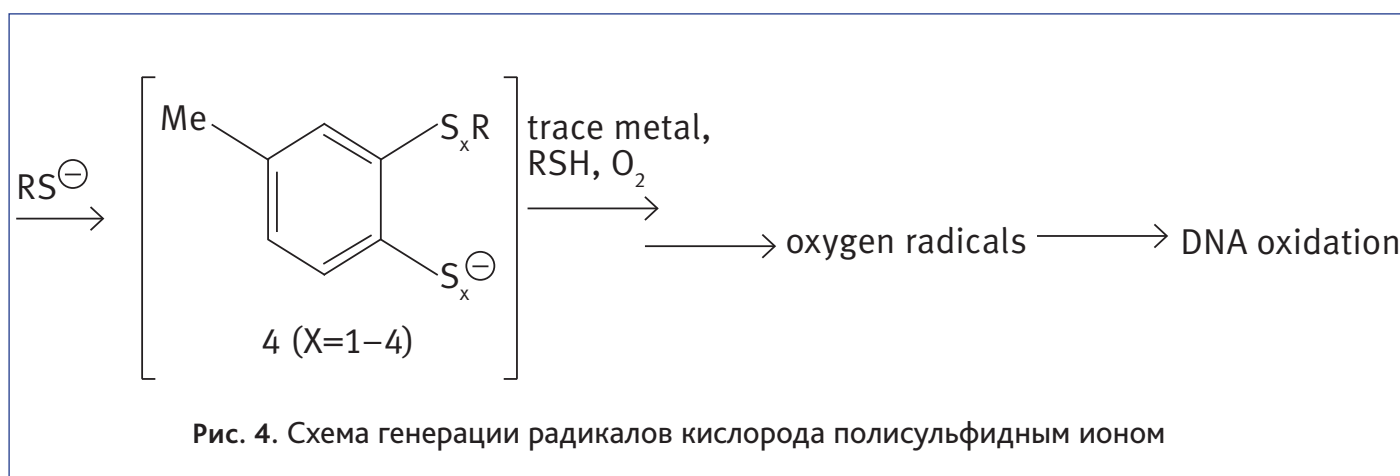 RS⊖
Me
SₓR
Sₓ⊖
4 (X=1–4)
trace metal,
RSH, O₂
oxygen radicals
DNA oxidation
Рис. 4. Схема генерации радикалов кислорода полисульфидным ионом